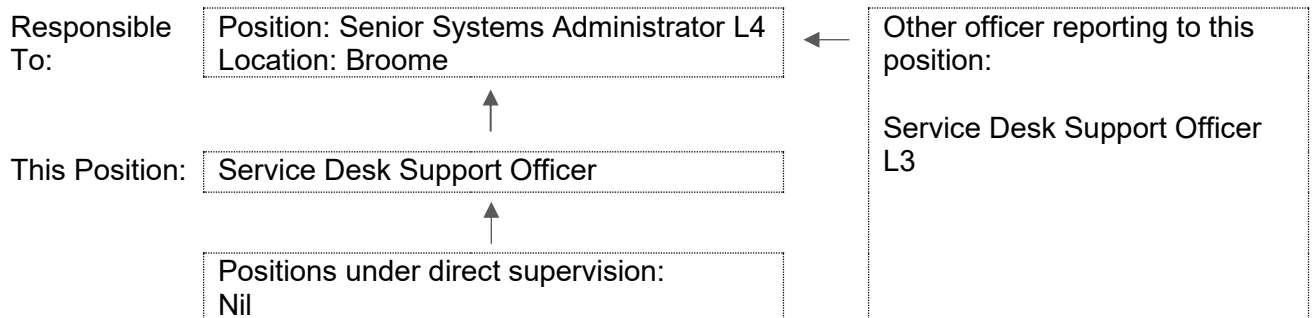 Responsible To:
Position: Senior Systems Administrator L4
Location: Broome
Other officer reporting to this position:
Service Desk Support Officer L3
This Position:
Service Desk Support Officer
Positions under direct supervision:
Nil